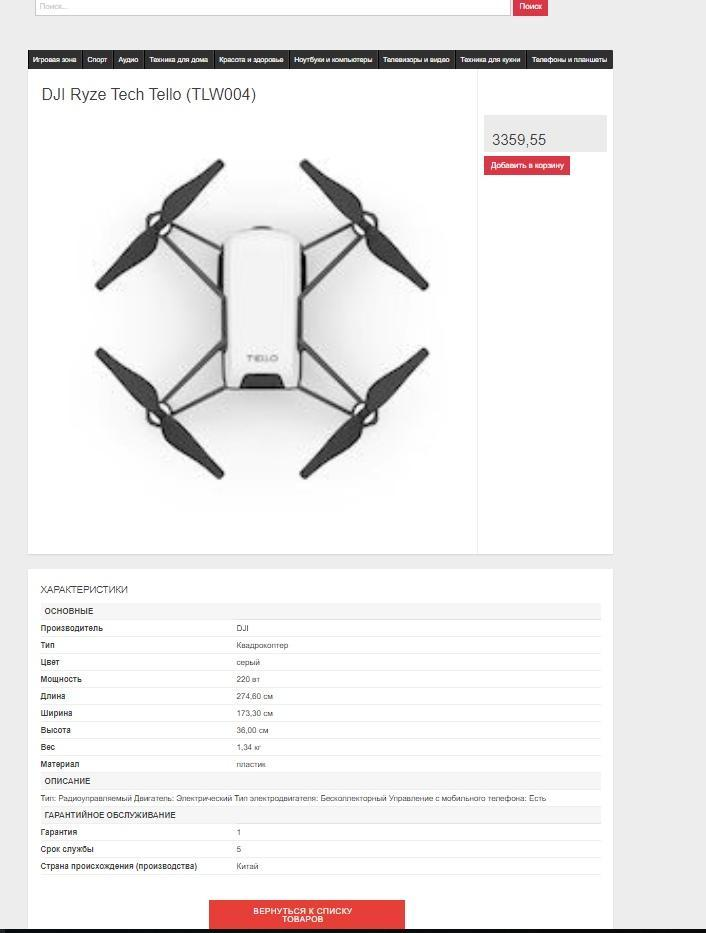 Поиск...
Поиск
Игровая зона Спорт Аудио Техника для дома Красота и здоровье Ноутбуки и компьютеры Телевизоры и видео Техника для кухни Телефоны и планшеты
DJI Ryze Tech Tello (TLW004)
3359,55
Добавить в корзину
TELLO
ХАРАКТЕРИСТИКИ
ОСНОВНЫЕ
Производитель DJI
Тип Квадрокоптер
Цвет серый
Мощность 220 вт
Длина 274,60 см
Ширина 173,30 см
Высота 36,00 см
Вес 1,34 кг
Материал пластик
ОПИСАНИЕ
Тип: Радиоуправляемый Двигатель: Электрический Тип электродвигателя: Бесколлекторный Управление с мобильного телефона: Есть
ГАРАНТИЙНОЕ ОБСЛУЖИВАНИЕ
Гарантия 1
Срок службы 5
Страна происхождения (производства) Китай
ВЕРНУТЬСЯ К СПИСКУ
ТОВАРОВ